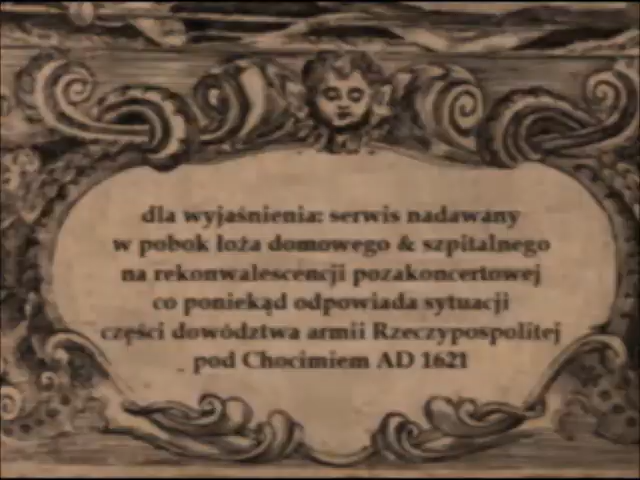 dla wyjaśnienia: serwis nadawany
w pobok łoża domowego & szpitalnego
na rekonwalescencji pozakoncertowej
co poniekąd odpowiada sytuacji
części dowództwa armii Rzeczypospolitej
pod Chocimiem AD 1621